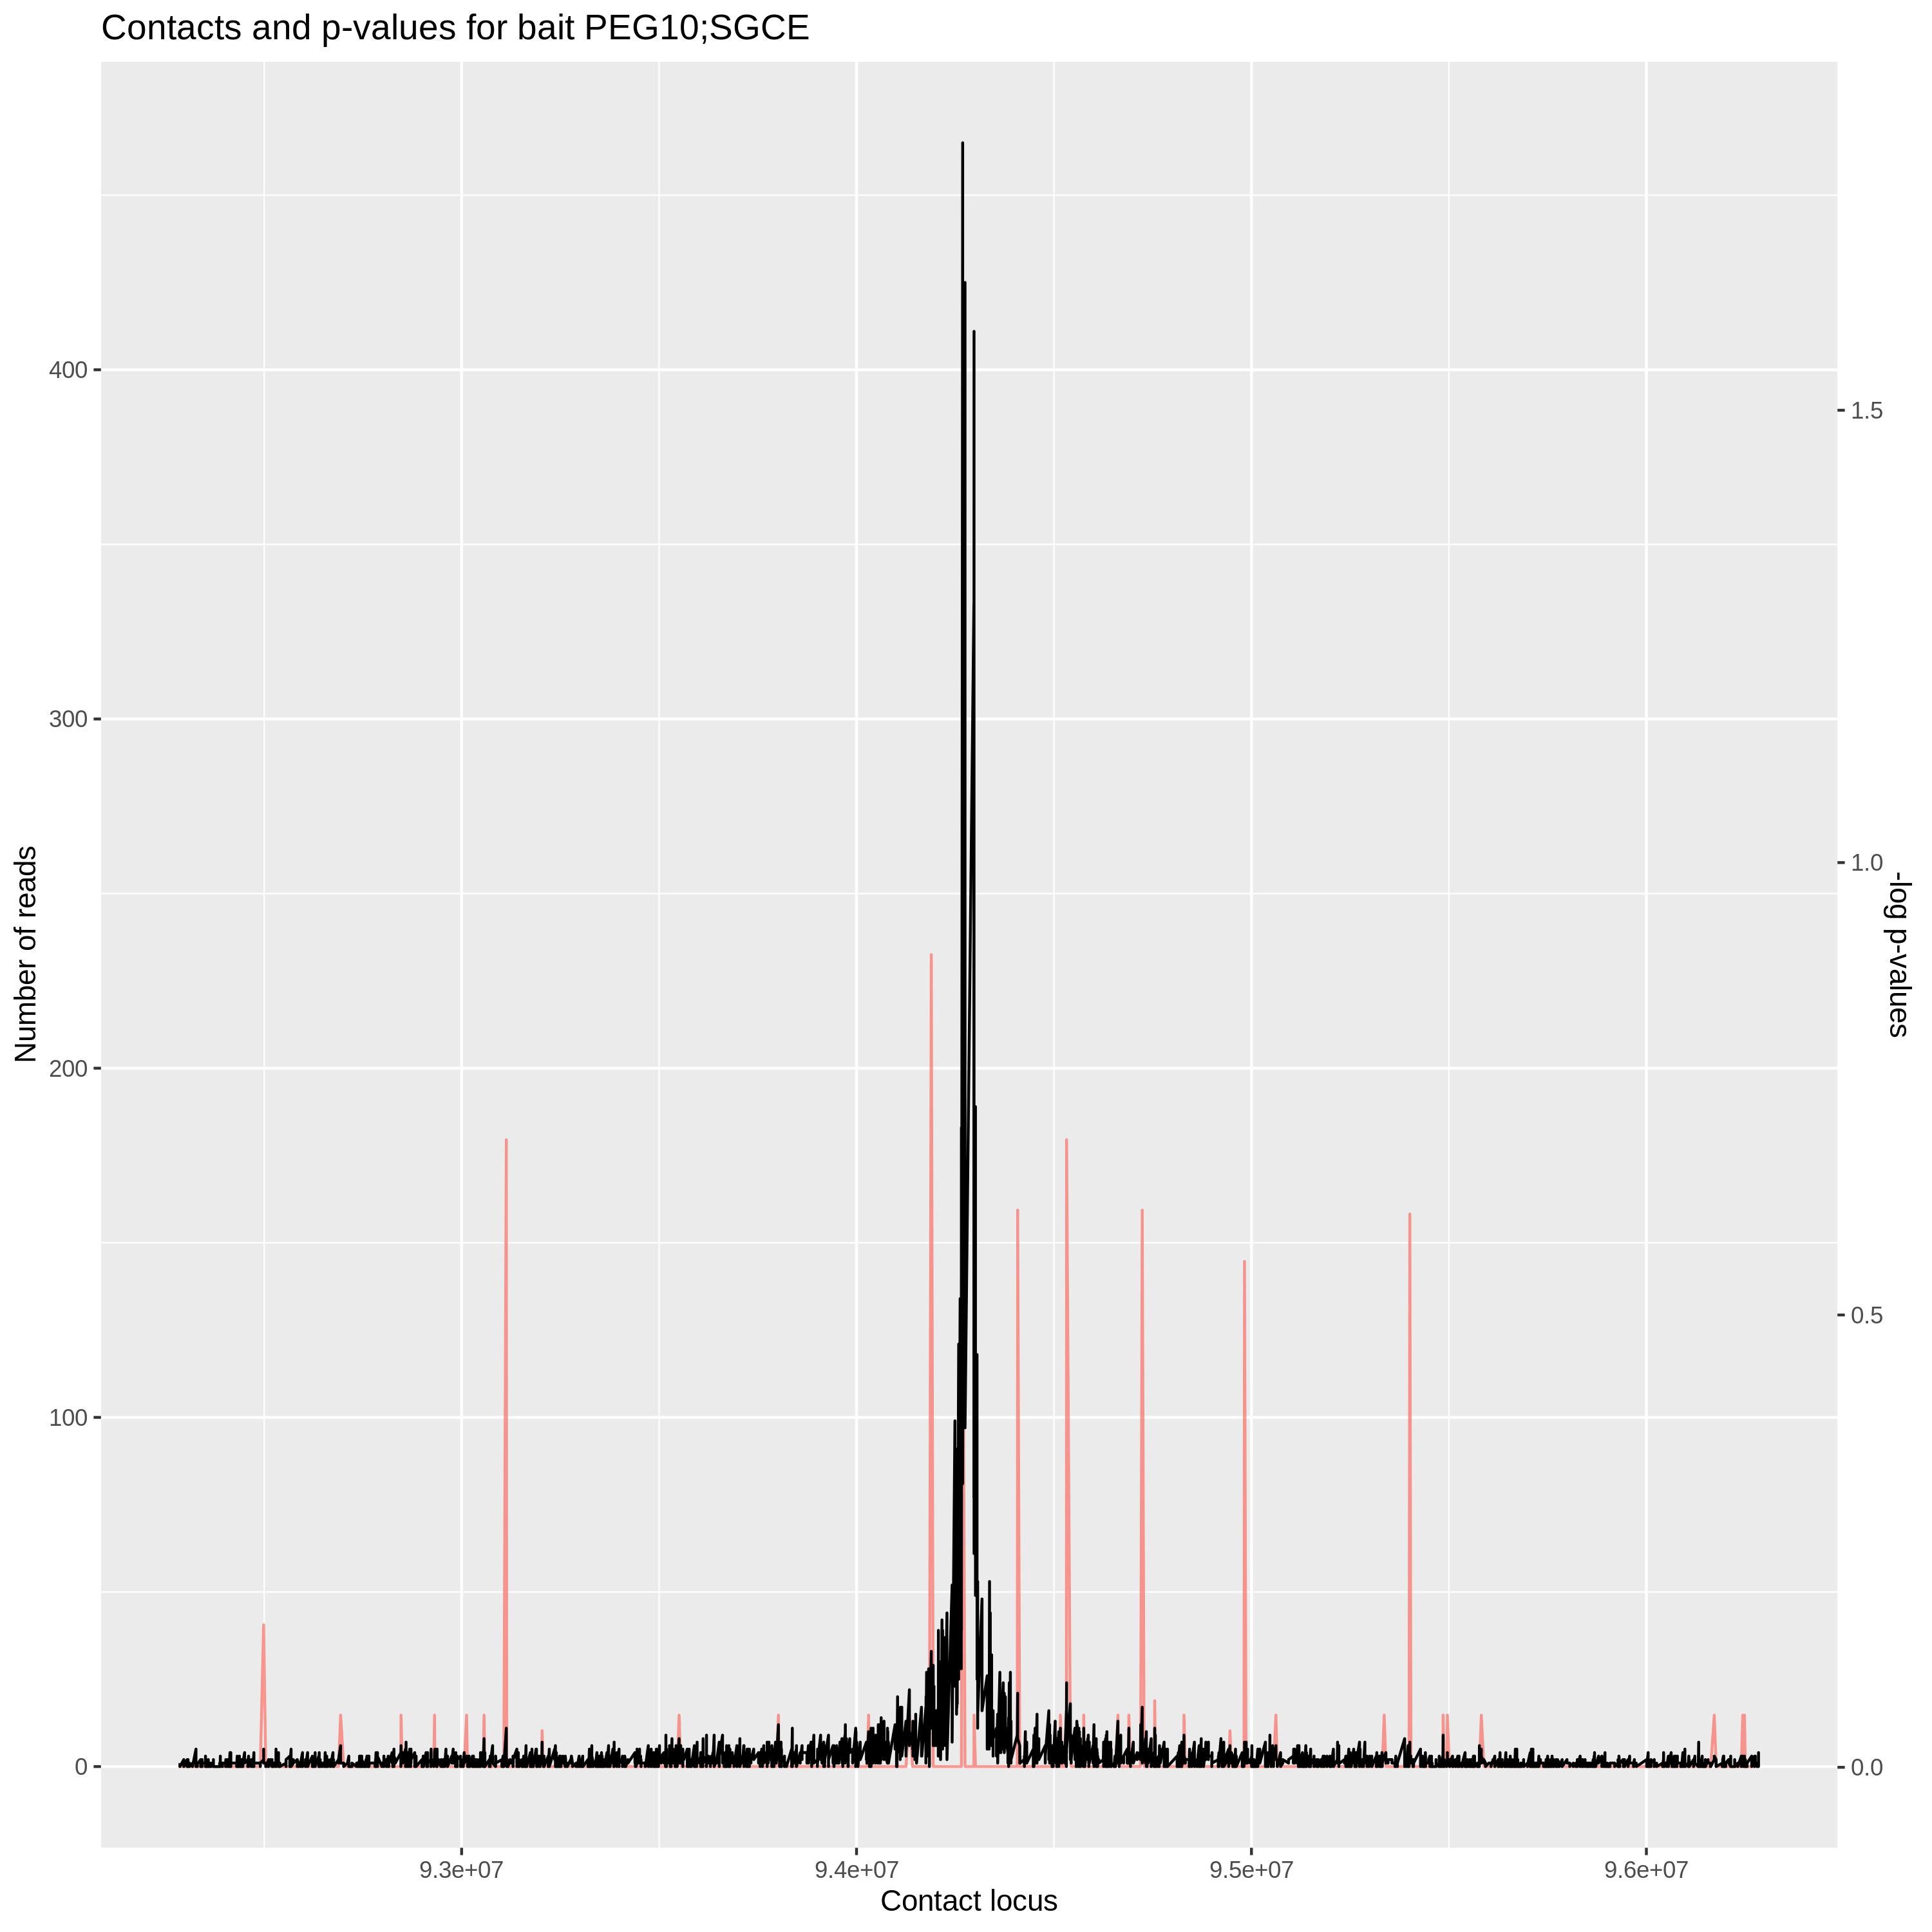 Contacts and p-values for bait PEG10;SGCE
400
300
200
100
0
Number of reads
1.5
1.0
0.5
0.0
-log p-values
9.3e+07
9.4e+07
9.5e+07
9.6e+07
Contact locus